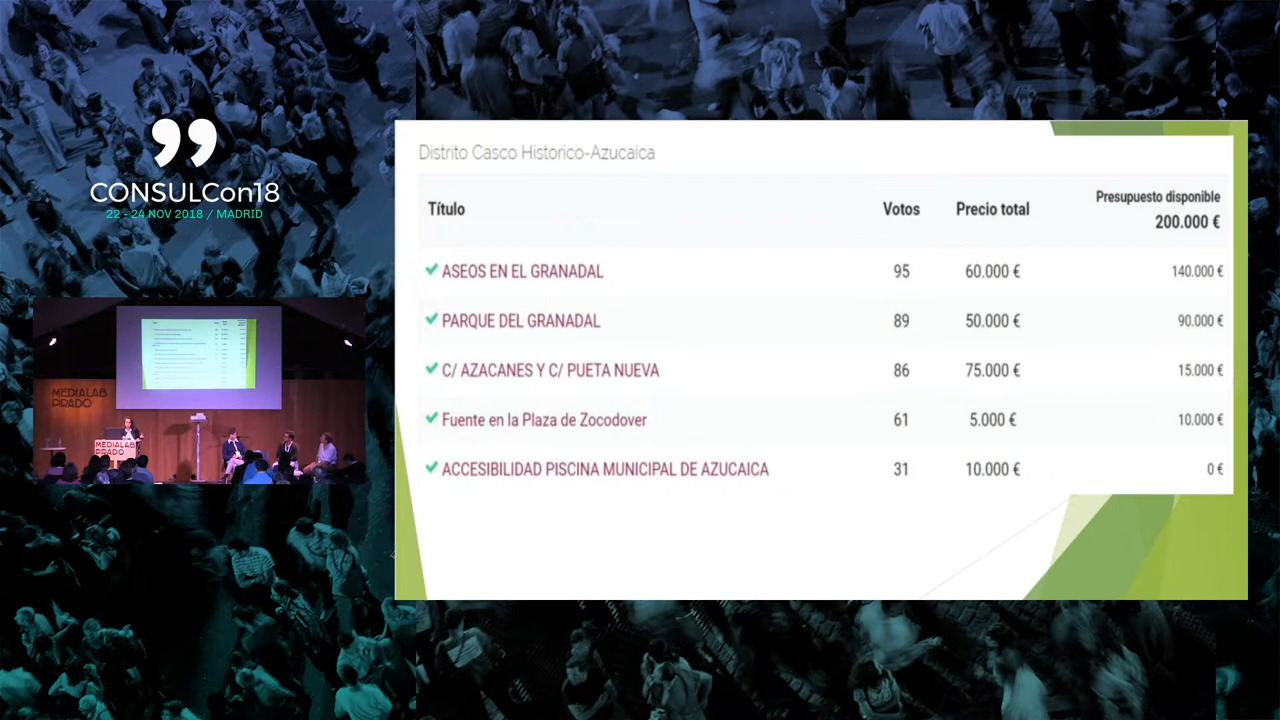 CONSULCon18
22 - 24 NOV 2018 / MADRID
MEDIALAB
PRADO
MEDIALAB
PRADO
Distrito Casco Historico-Azucaica
Título Votos Precio total Presupuesto disponible
200.000 €
ASEOS EN EL GRANADAL 95 60.000 € 140.000 €
PARQUE DEL GRANADAL 89 50.000 € 90.000 €
C/ AZACANES Y C/ PUETA NUEVA 86 75.000 € 15.000 €
Fuente en la Plaza de Zocodover 61 5.000 € 10.000 €
ACCESIBILIDAD PISCINA MUNICIPAL DE AZUCAICA 31 10.000 € 0 €